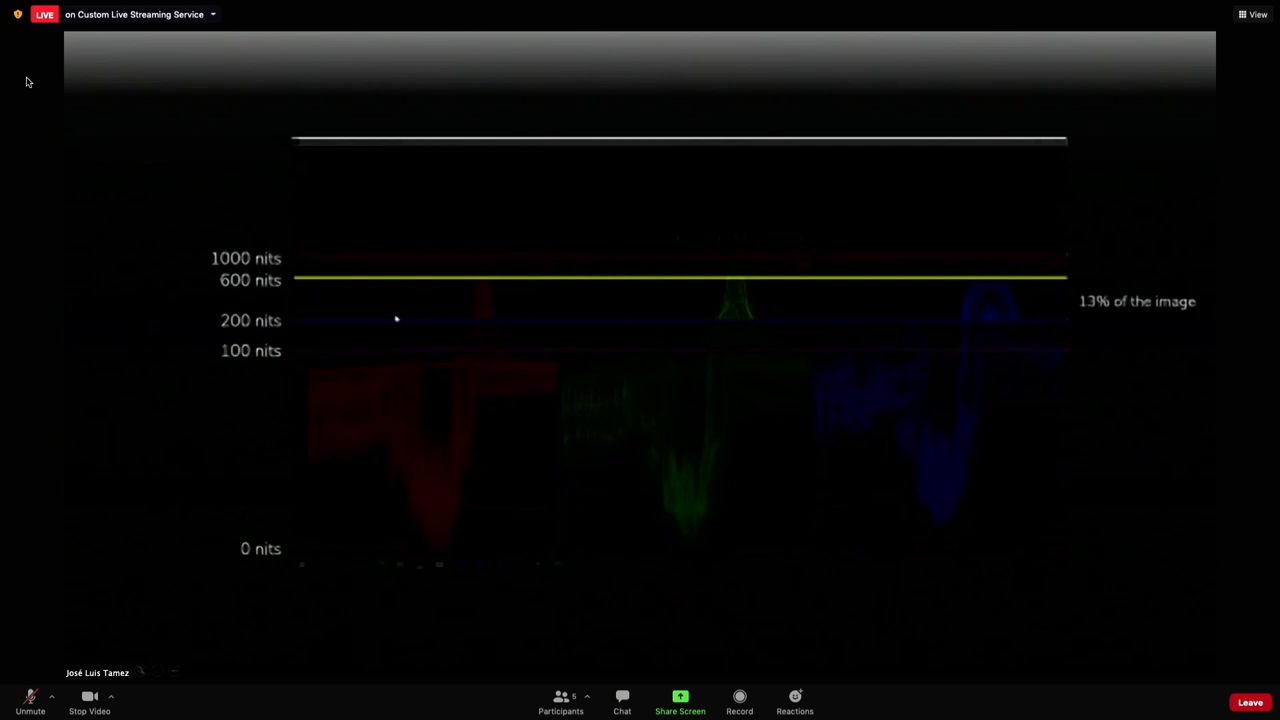 LIVE on Custom Live Streaming Service
View
1000 nits
600 nits
13% of the image
200 nits
100 nits
0 nits
José Luis Tamez
Unmute
Stop Video
5
Participants
Chat
Share Screen
Record
Reactions
Leave